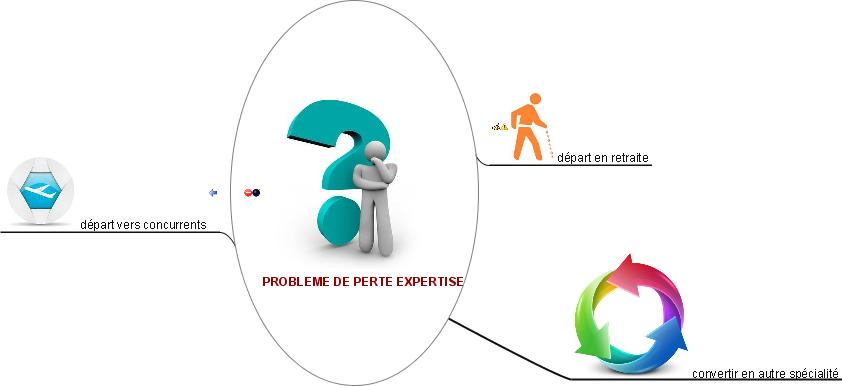 départ en retraite
départ vers concurrents
PROBLEME DE PERTE EXPERTISE
convertir en autre spécialité